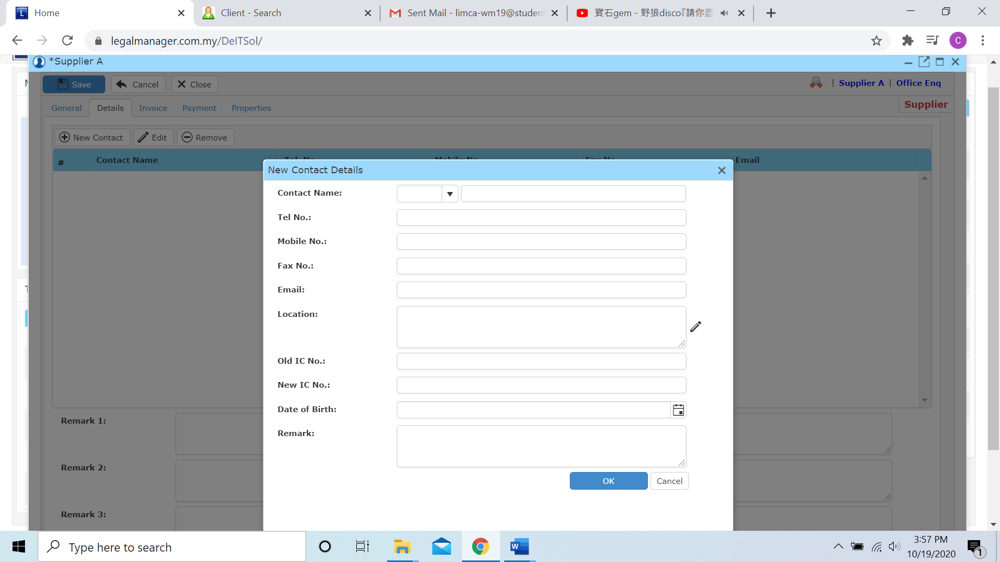 Home
Client - Search
Sent Mail - limca-wm19@studen
寶石gem - 野狼disco『請你盡
legalmanager.com.my/DeITSol/
C
*Supplier A
Save
Cancel
Close
| Supplier A | Office Enq
General
Details
Invoice
Payment
Properties
Supplier
New Contact
Edit
Remove
#
Contact Name
Email
New Contact Details
Contact Name:
Tel No.:
Mobile No.:
Fax No.:
Email:
Location:
Old IC No.:
New IC No.:
Date of Birth:
Remark:
OK
Cancel
Remark 1:
Remark 2:
Remark 3:
Type here to search
3:57 PM
10/19/2020
1